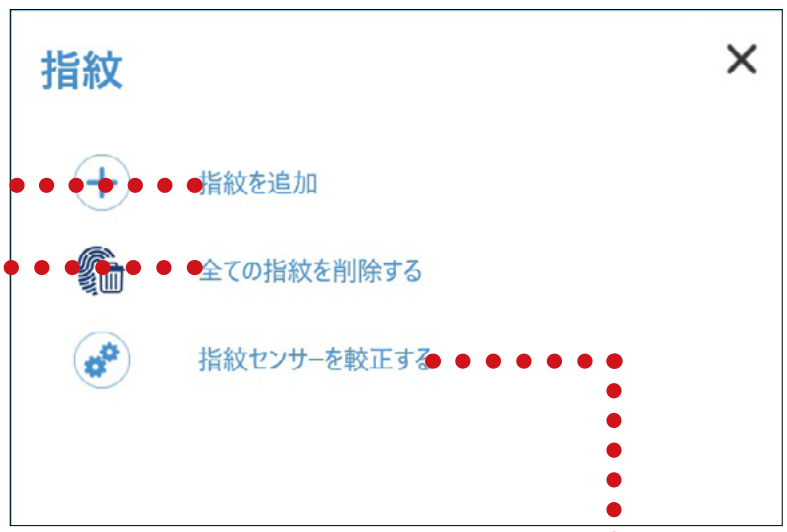 指紋
指紋を追加
全ての指紋を削除する
指紋センサーを較正する